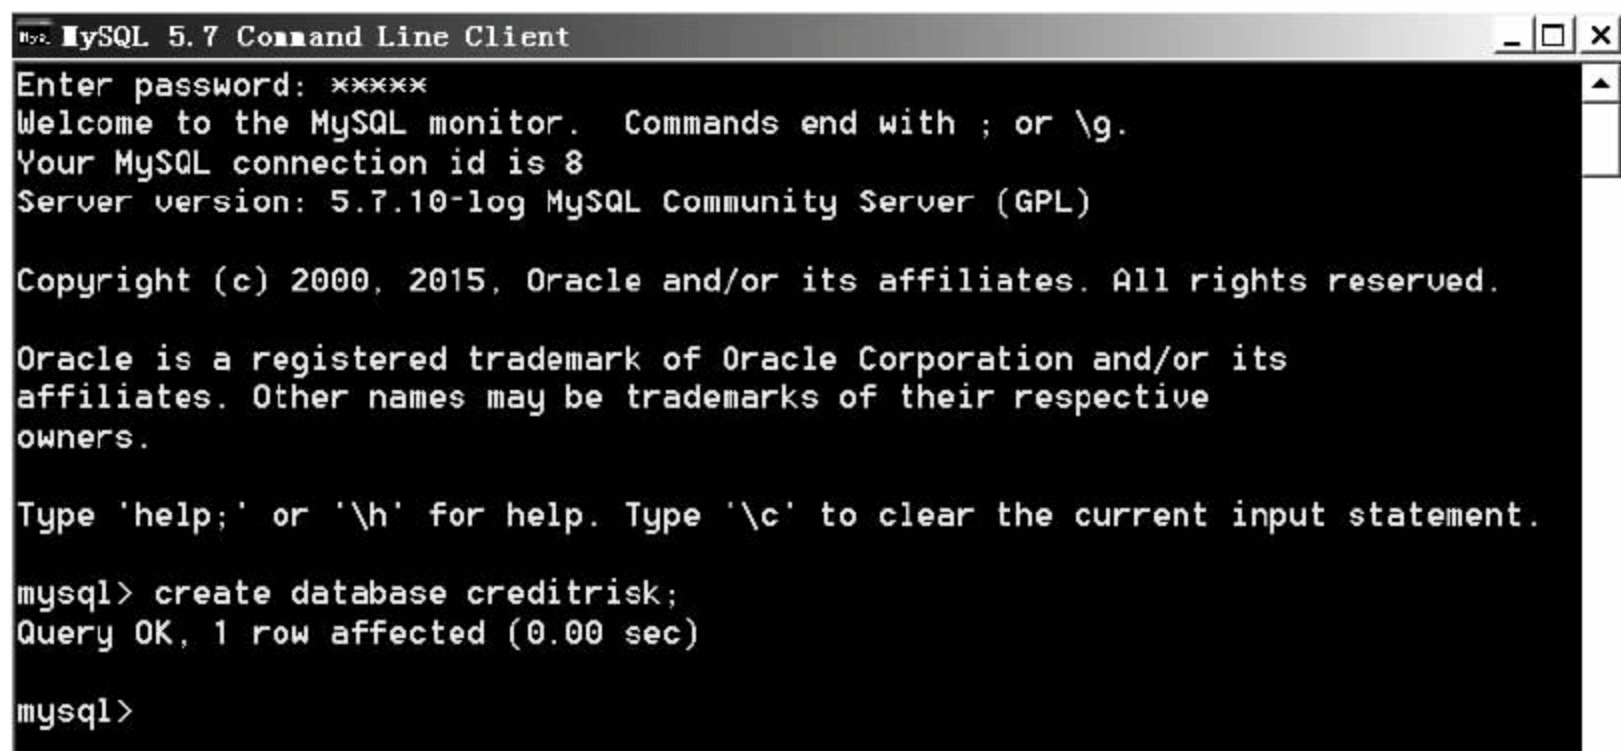 MySQL 5.7 Command Line Client
Enter password: *****
Welcome to the MySQL monitor.  Commands end with ; or \g.
Your MySQL connection id is 8
Server version: 5.7.10-log MySQL Community Server (GPL)
Copyright (c) 2000, 2015, Oracle and/or its affiliates. All rights reserved.
Oracle is a registered trademark of Oracle Corporation and/or its
affiliates. Other names may be trademarks of their respective
owners.
Type 'help;' or '\h' for help. Type '\c' to clear the current input statement.
mysql> create database creditrisk;
Query OK, 1 row affected (0.00 sec)
mysql>